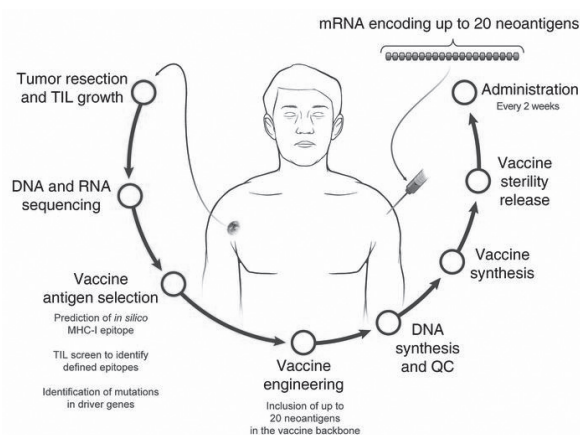 mRNA encoding up to 20 neoantigens
Tumor resection
and TIL growth
DNA and RNA
sequencing
Vaccine
antigen selection
Prediction of in silico
MHC-I epitope
TIL screen to identify
defined epitopes
Identification of mutations
in driver genes
Vaccine
engineering
Inclusion of up to
20 neoantigens
in the vaccine backbone
DNA
synthesis
and QC
Vaccine
synthesis
Vaccine
sterility
release
Administration
Every 2 weeks